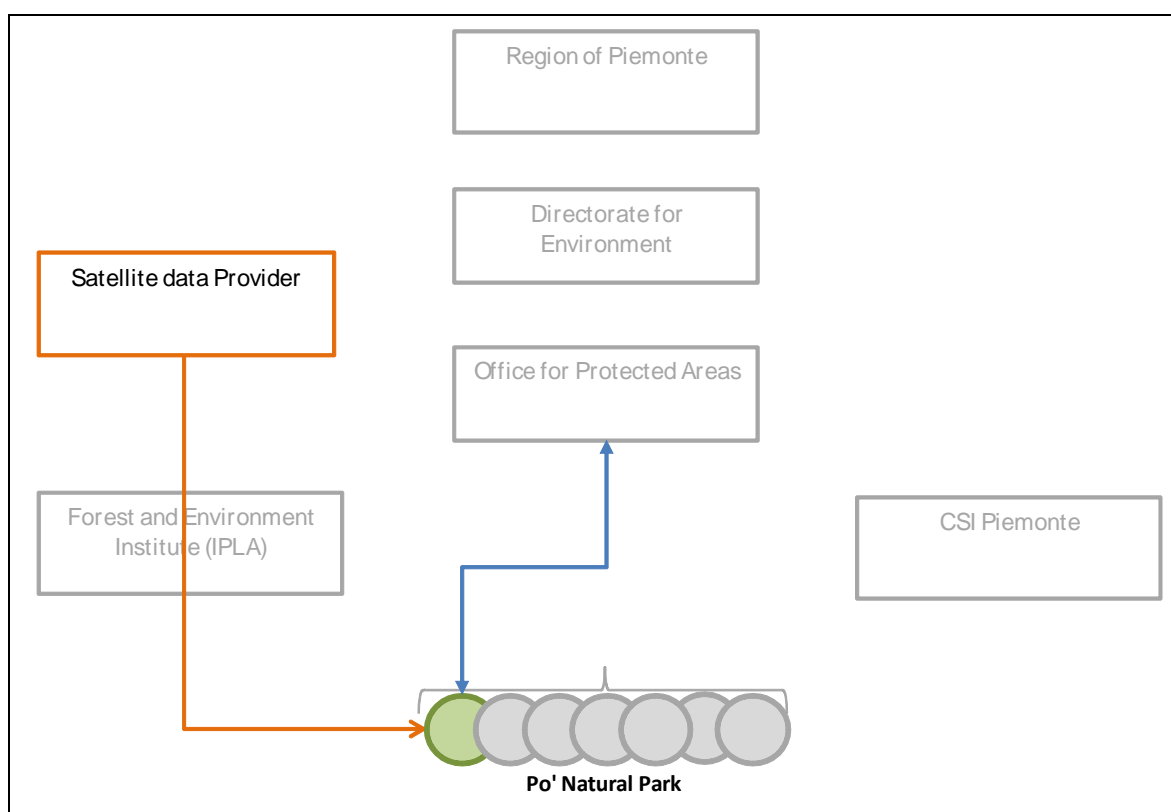 Region of Piemonte
Directorate for
Environment
Satellite data Provider
Office for Protected Areas
Forest and Environment
Institute (IPLA)
CSI Piemonte
Po' Natural Park